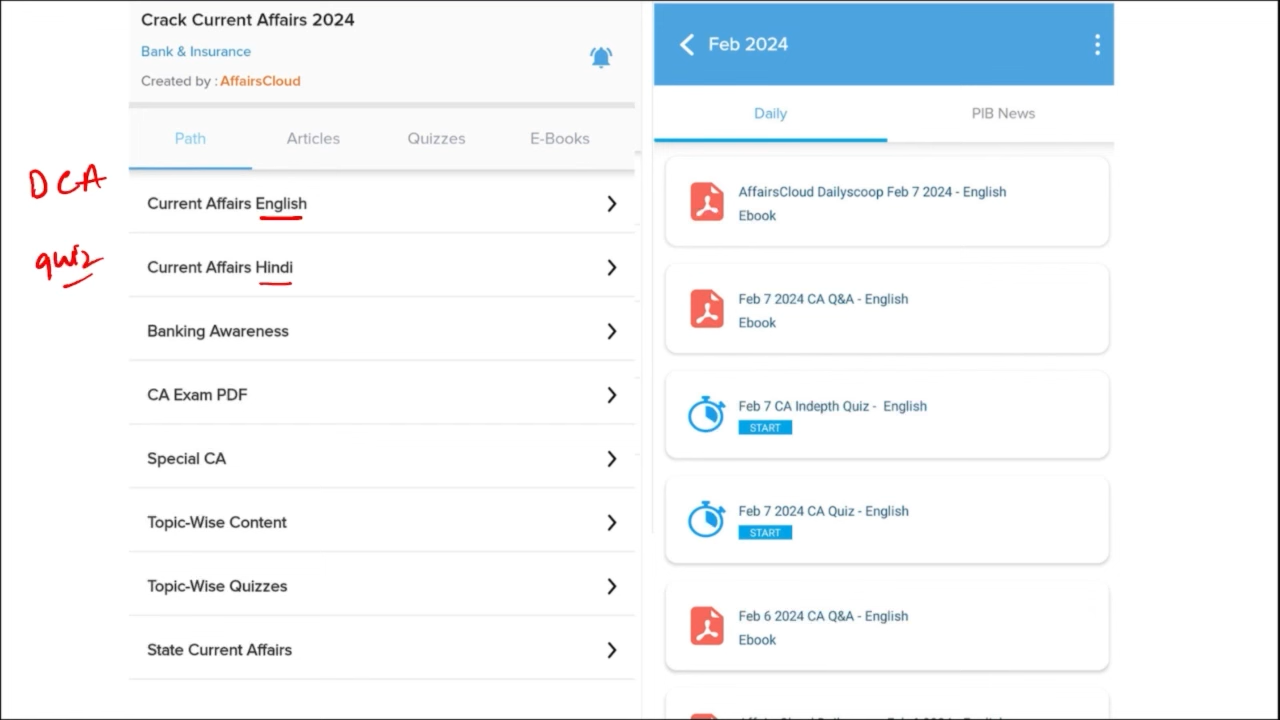 Crack Current Affairs 2024
Bank & Insurance
Created by : AffairsCloud
Path Articles Quizzes E-Books
DCA
Current Affairs English
quiz
Current Affairs Hindi
Banking Awareness
CA Exam PDF
Special CA
Topic-Wise Content
Topic-Wise Quizzes
State Current Affairs
Feb 2024
Daily PIB News
AffairsCloud Dailyscoop Feb 7 2024 - English
Ebook
Feb 7 2024 CA Q&A - English
Ebook
Feb 7 CA Indepth Quiz - English
START
Feb 7 2024 CA Quiz - English
START
Feb 6 2024 CA Q&A - English
Ebook